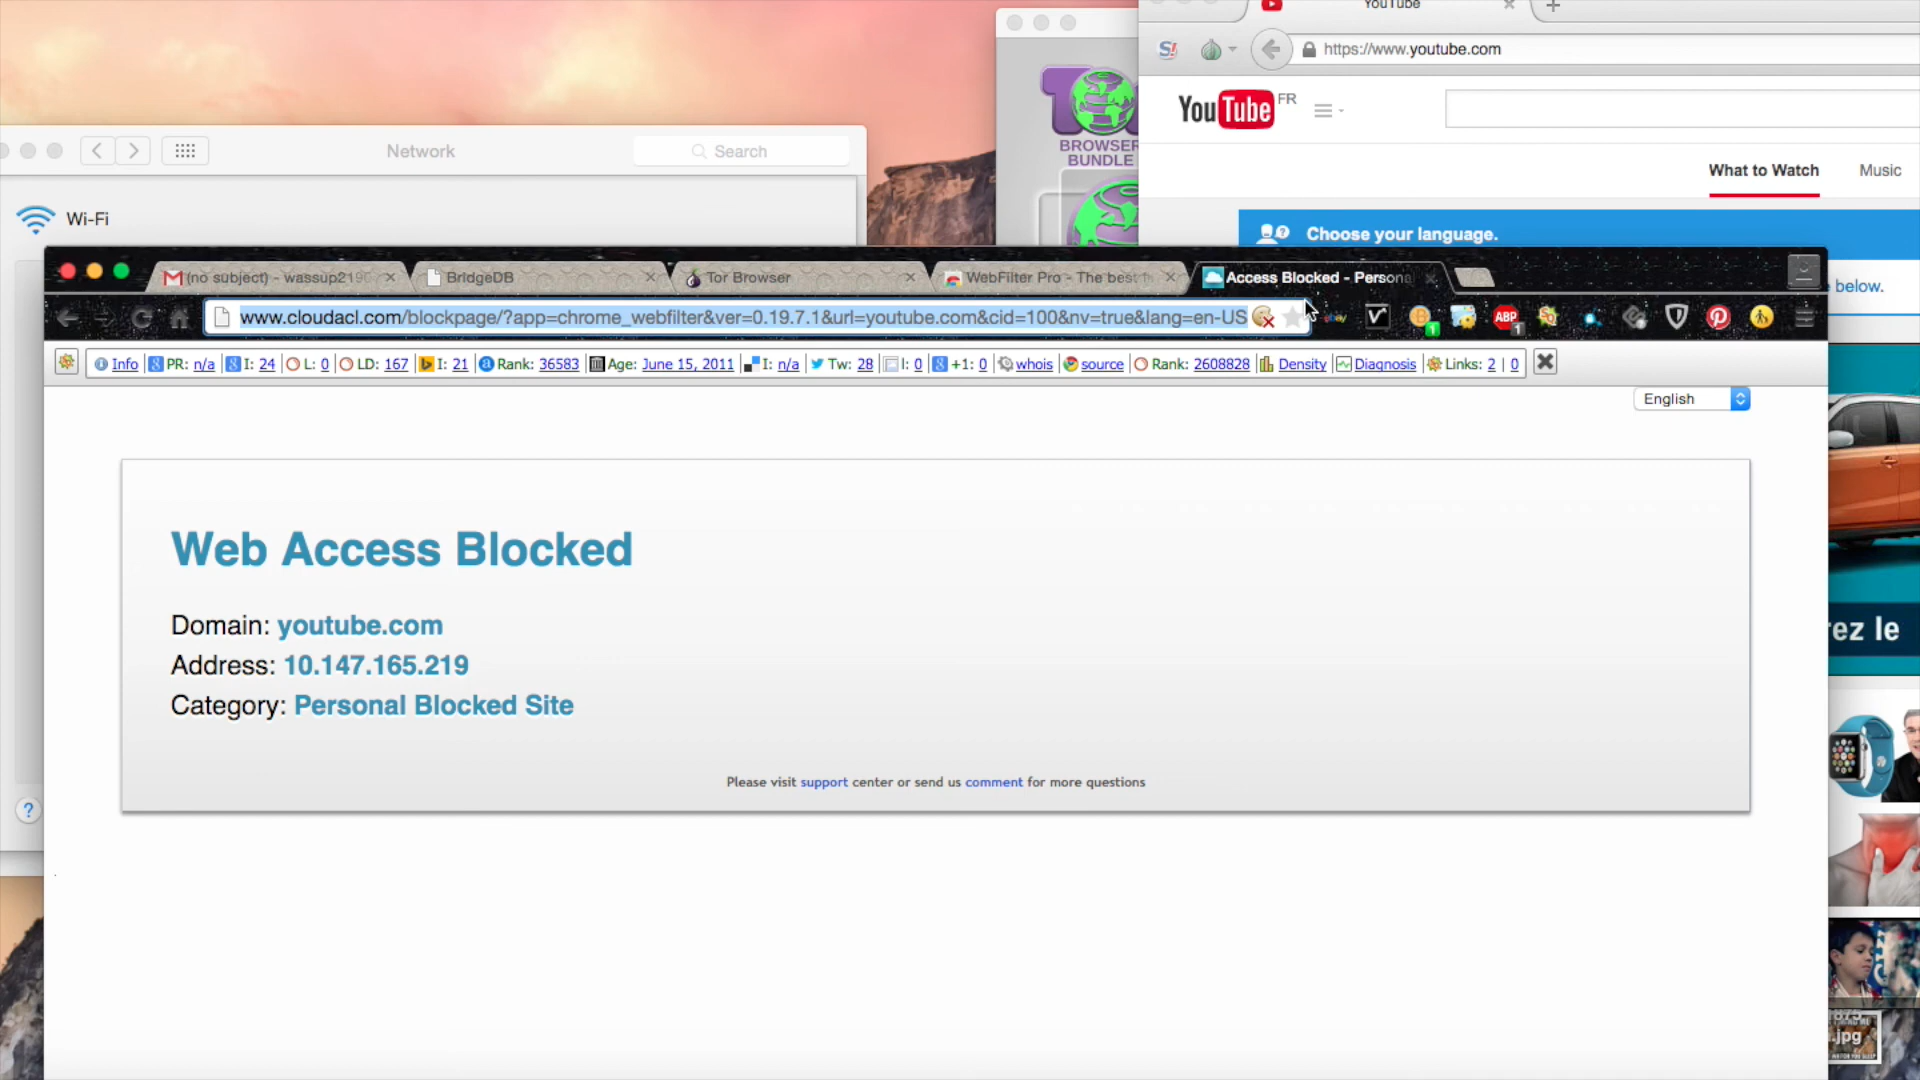 YouTube
https://www.youtube.com
YouTube FR
BROWSER
BUNDLE
What to Watch
Music
Network
Search
Wi-Fi
Choose your language.
below.
(no subject) - wassup219
BridgeDB
Tor Browser
WebFilter Pro - The best f
Access Blocked - Persona
www.cloudacl.com/blockpage/?app=chrome_webfilter&ver=0.19.7.1&url=youtube.com&cid=100&nv=true&lang=en-US
ebay
1
ABP
1
Info PR: n/a I: 24 L: 0 LD: 167 I: 21 Rank: 36583 Age: June 15, 2011 I: n/a Tw: 28 I: 0 +1: 0 whois source Rank: 2608828 Density Diagnosis Links: 2 | 0
English
Web Access Blocked
Domain: youtube.com
Address: 10.147.165.219
Category: Personal Blocked Site
Please visit support center or send us comment for more questions
?
rez le
.jpg